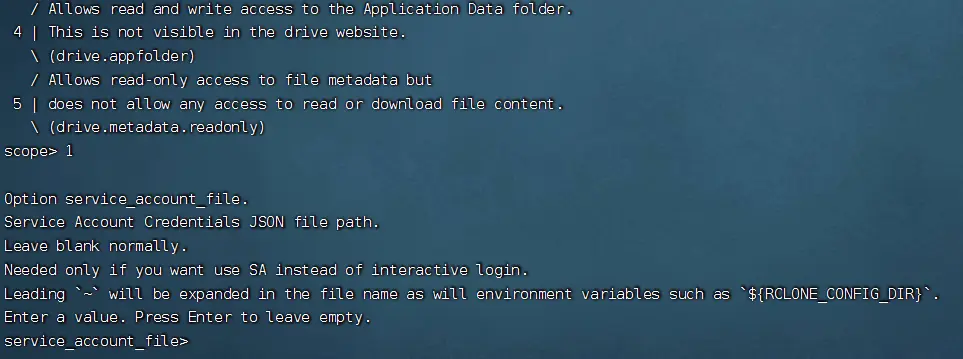 / Allows read and write access to the Application Data folder.
4 | This is not visible in the drive website.
\ (drive.appfolder)
/ Allows read-only access to file metadata but
5 | does not allow any access to read or download file content.
\ (drive.metadata.readonly)
scope> 1
Option service_account_file.
Service Account Credentials JSON file path.
Leave blank normally.
Needed only if you want use SA instead of interactive login.
Leading `~` will be expanded in the file name as will environment variables such as `${RCLONE_CONFIG_DIR}`.
Enter a value. Press Enter to leave empty.
service_account_file>